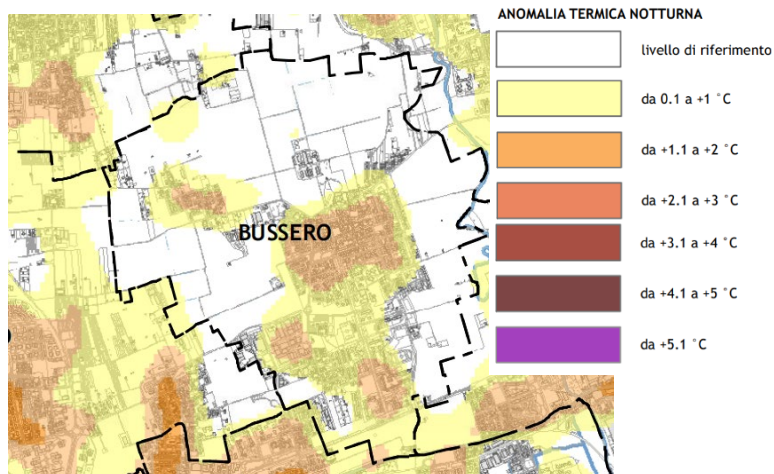 ANOMALIA TERMICA NOTTURNA
livello di riferimento
da 0.1 a +1 °C
da +1.1 a +2 °C
da +2.1 a +3 °C
da +3.1 a +4 °C
da +4.1 a +5 °C
da +5.1 °C
BUSSERO